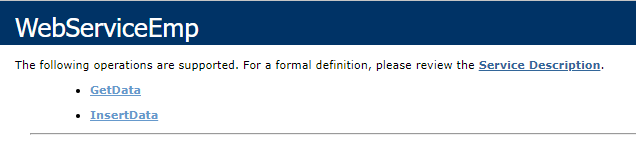 WebServiceEmp
The following operations are supported. For a formal definition, please review the Service Description.
GetData
InsertData